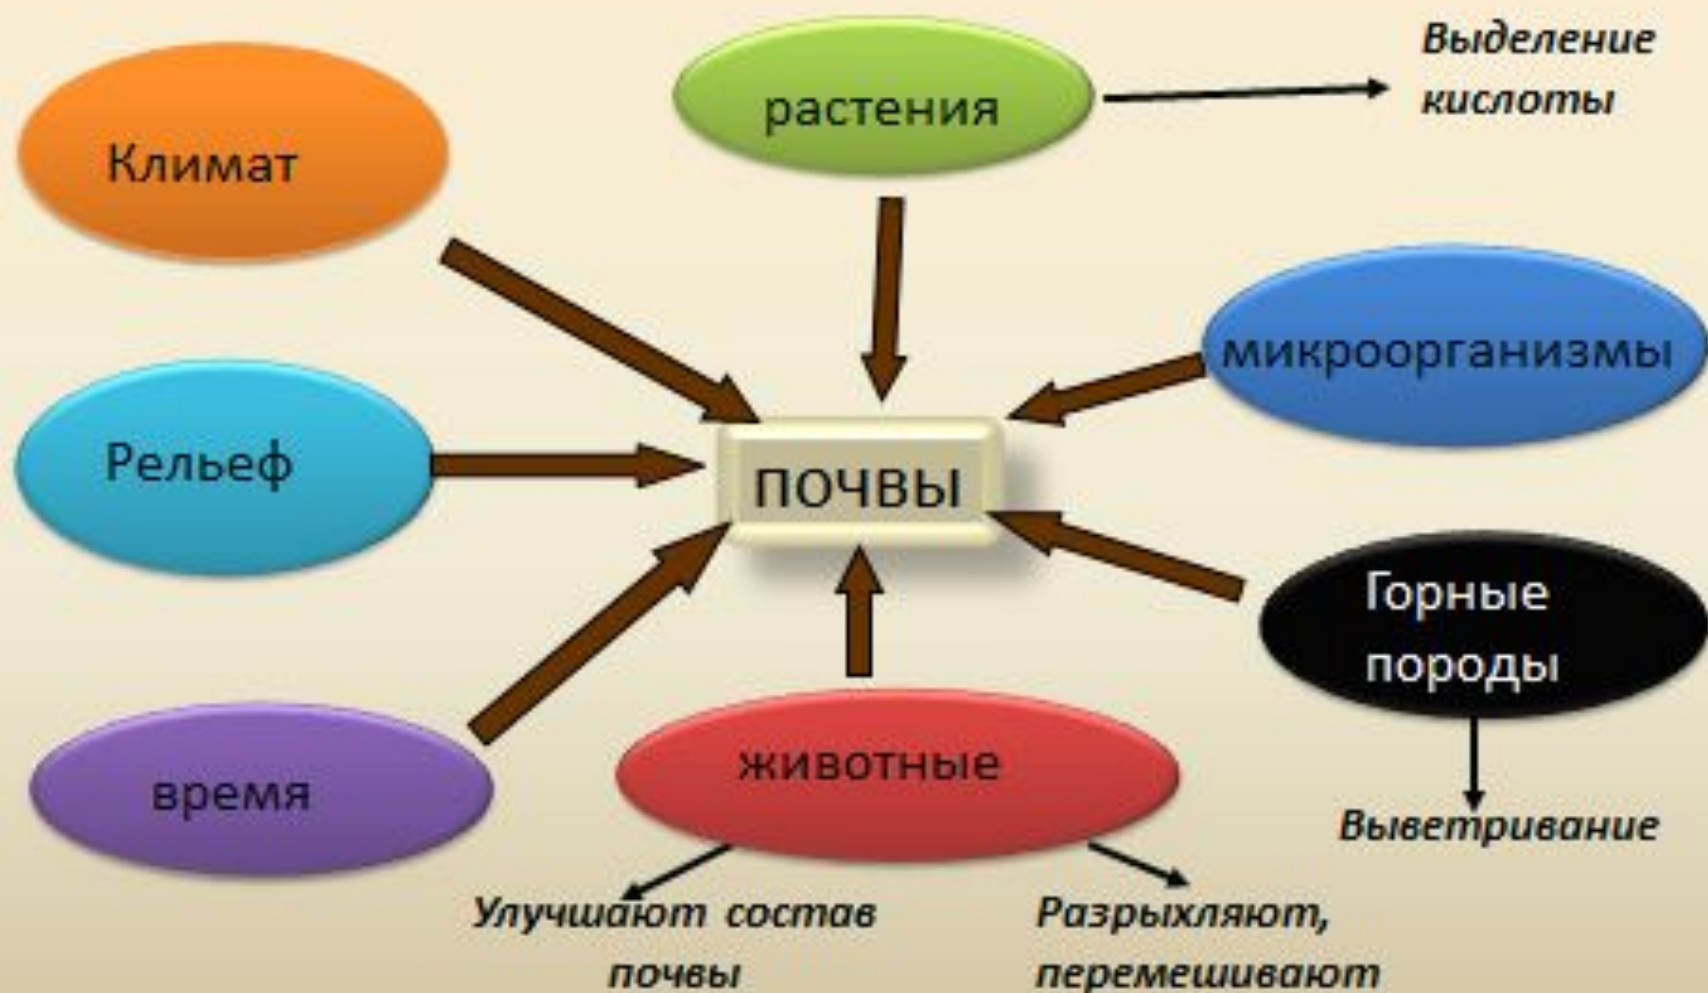 Выделение
кислоты
растения
Климат
микроорганизмы
Рельеф
ПОЧВЫ
Горные
породы
время
животные
Выветривание
Улучшают состав
почвы
Разрыхляют,
перемешивают